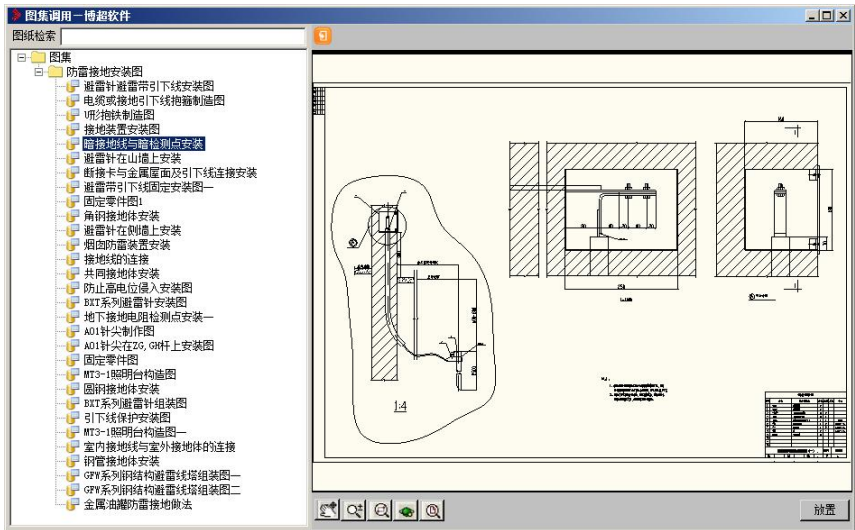 图集调用－博超软件
图纸检索
图集
防雷接地安装图
避雷针避雷带引下线安装图
电缆或接地引下线抱箍制造图
U形抱铁制造图
接地装置安装图
暗接地线与暗检测点安装
避雷针在山墙上安装
断接卡与金属屋面及引下线连接安装
避雷带引下线固定安装图一
固定零件图1
角钢接地体安装
避雷针在侧墙上安装
烟囱防雷装置安装
接地线的连接
共同接地体安装
防止高电位侵入安装图
BXT系列避雷针安装图
地下接地电阻检测点安装一
A01针尖制作图
A01针尖在ZG,GH杆上安装图
固定零件图
MT3-1照明台构造图
圆钢接地体安装
BXT系列避雷针组装图
引下线保护安装图
MT3-1照明台构造图一
室内接地线与室外接地体的连接
钢管接地体安装
GFW系列钢结构避雷线塔组装图一
GFW系列钢结构避雷线塔组装图二
金属油罐防雷接地做法
1:4
250
放置